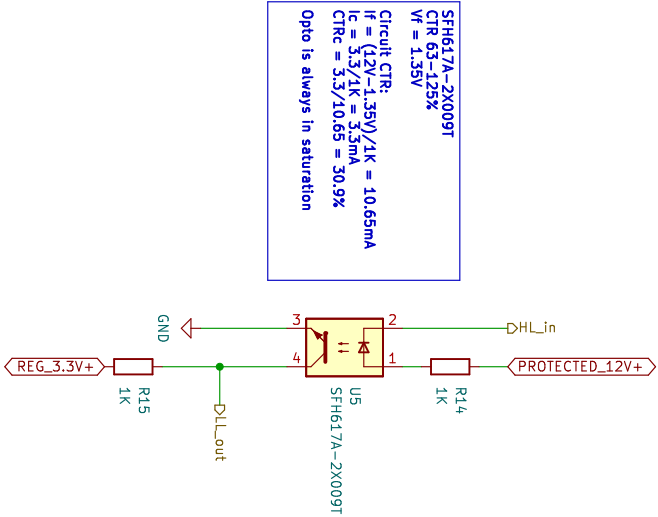 SFH617A-2X009T
CTR 63-125%
Vf = 1.35V
Circuit CTR:
If = (12V-1.35V)/1K = 10.65mA
Ic = 3.3/1K = 3.3mA
CTRc = 3.3/10.65 = 30.9%
Opto is always in saturation
GND
3
2
HL_in
REG_3.3V+
4
1
PROTECTED_12V+
R15
1K
LL_out
U5
SFH617A-2X009T
R14
1K